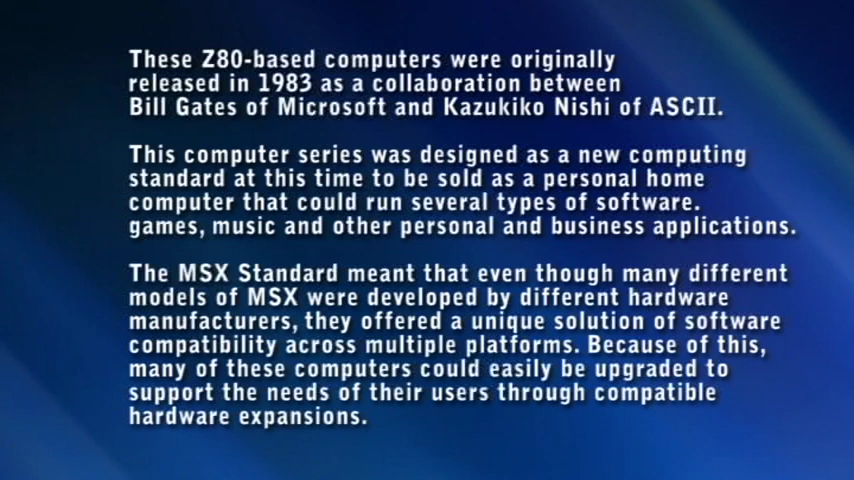 These Z80-based computers were originally
released in 1983 as a collaboration between
Bill Gates of Microsoft and Kazukiko Nishi of ASCII.
This computer series was designed as a new computing
standard at this time to be sold as a personal home
computer that could run several types of software.
games, music and other personal and business applications.
The MSX Standard meant that even though many different
models of MSX were developed by different hardware
manufacturers, they offered a unique solution of software
compatibility across multiple platforms. Because of this,
many of these computers could easily be upgraded to
support the needs of their users through compatible
hardware expansions.